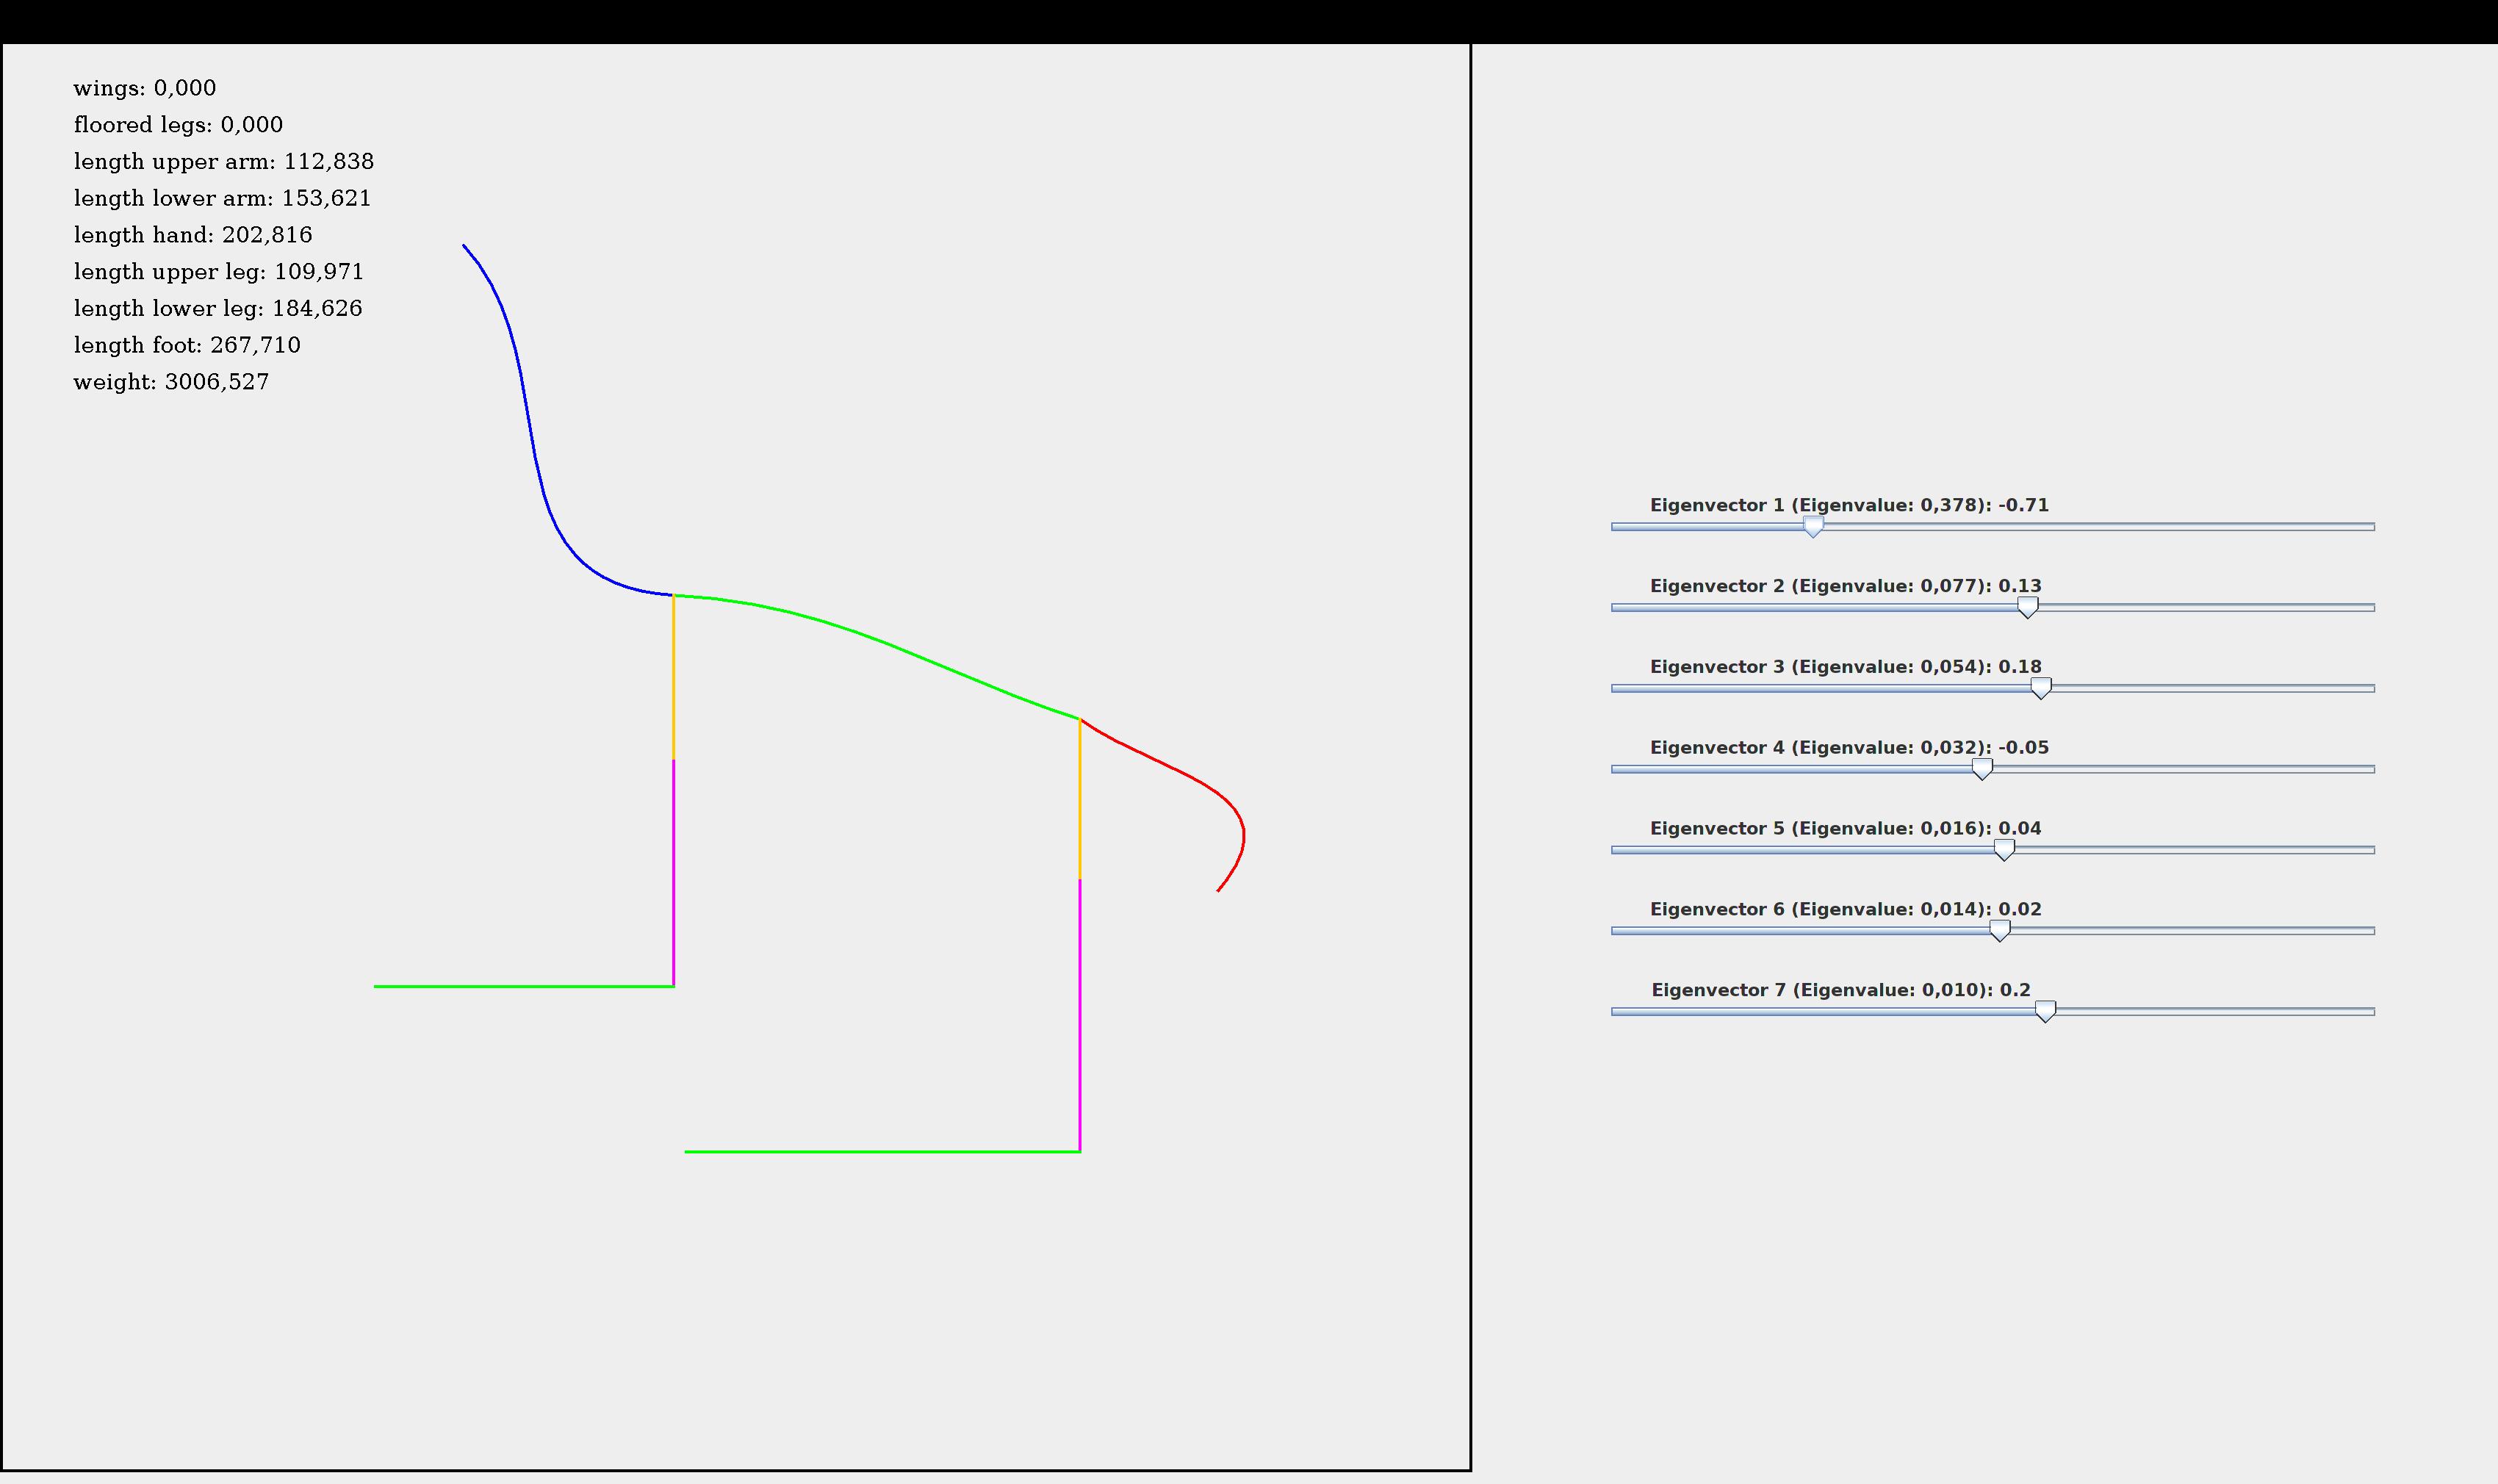 wings: 0,000
floored legs: 0,000
length upper arm: 112,838
length lower arm: 153,621
length hand: 202,816
length upper leg: 109,971
length lower leg: 184,626
length foot: 267,710
weight: 3006,527
Eigenvector 1 (Eigenvalue: 0,378): -0.71
Eigenvector 2 (Eigenvalue: 0,077): 0.13
Eigenvector 3 (Eigenvalue: 0,054): 0.18
Eigenvector 4 (Eigenvalue: 0,032): -0.05
Eigenvector 5 (Eigenvalue: 0,016): 0.04
Eigenvector 6 (Eigenvalue: 0,014): 0.02
Eigenvector 7 (Eigenvalue: 0,010): 0.2